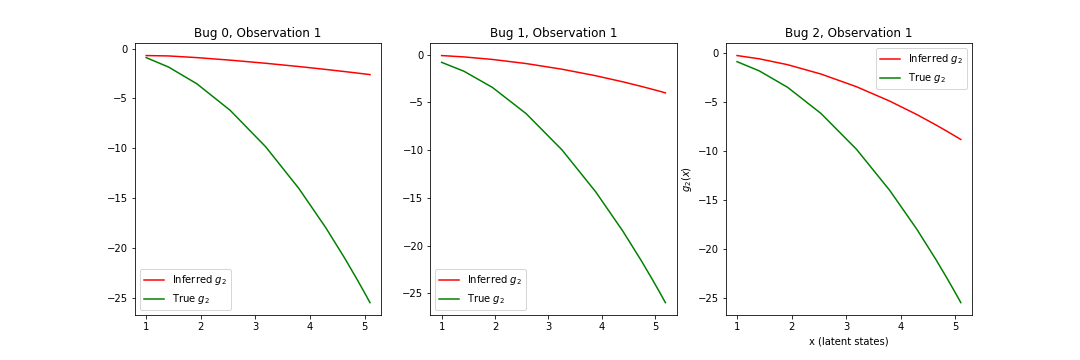 Bug 0, Observation 1
0
−5
−10
−15
−20
−25
Inferred g₂
True g₂
1 2 3 4 5
Bug 1, Observation 1
0
−5
−10
−15
−20
−25
Inferred g₂
True g₂
1 2 3 4 5
Bug 2, Observation 1
g₂(x)
0
−5
−10
−15
−20
−25
Inferred g₂
True g₂
1 2 3 4 5
x (latent states)